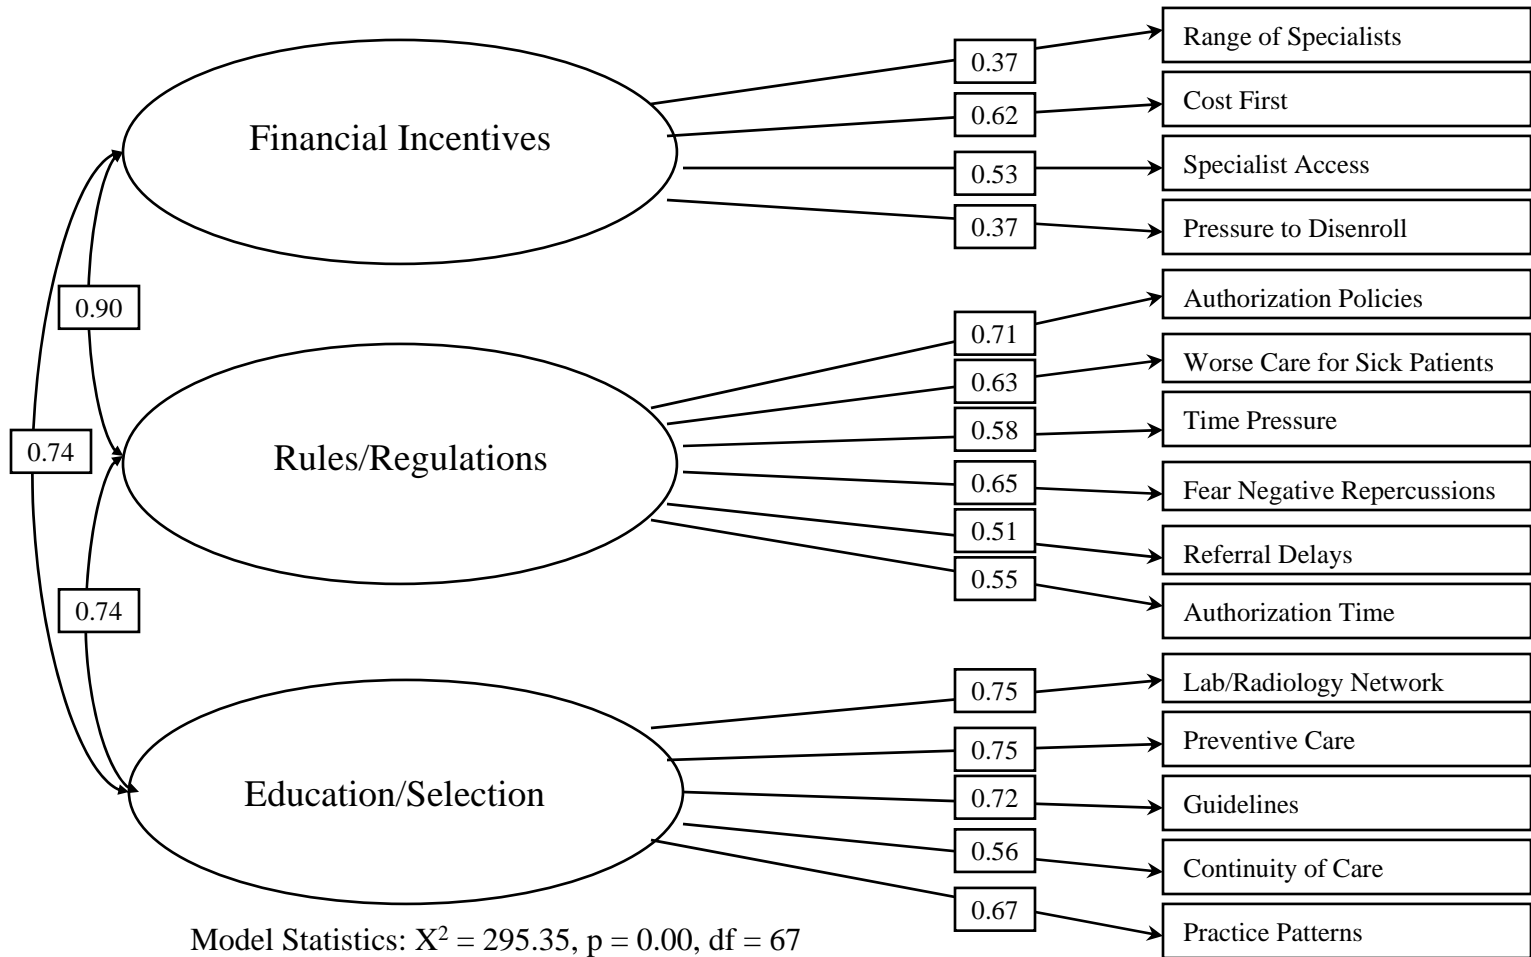 Financial Incentives
0.37
Range of Specialists
0.62
Cost First
0.53
Specialist Access
0.37
Pressure to Disenroll
0.90
0.74
0.74
Rules/Regulations
0.71
Authorization Policies
0.63
Worse Care for Sick Patients
0.58
Time Pressure
0.65
Fear Negative Repercussions
0.51
Referral Delays
0.55
Authorization Time
Education/Selection
0.75
Lab/Radiology Network
0.75
Preventive Care
0.72
Guidelines
0.56
Continuity of Care
0.67
Practice Patterns
Model Statistics: X² = 295.35, p = 0.00, df = 67